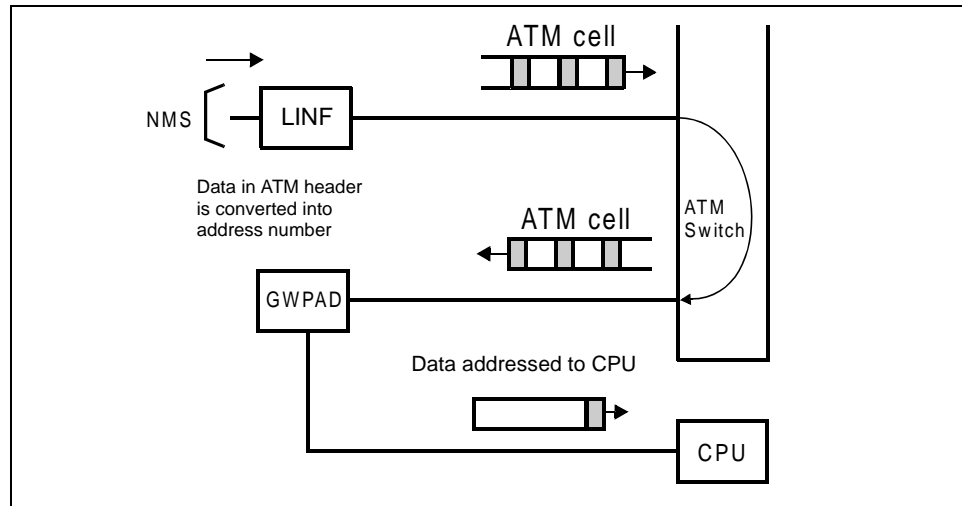 ATM cell
NMS
LINF
Data in ATM header
is converted into
address number
ATM
Switch
ATM cell
GWPAD
Data addressed to CPU
CPU